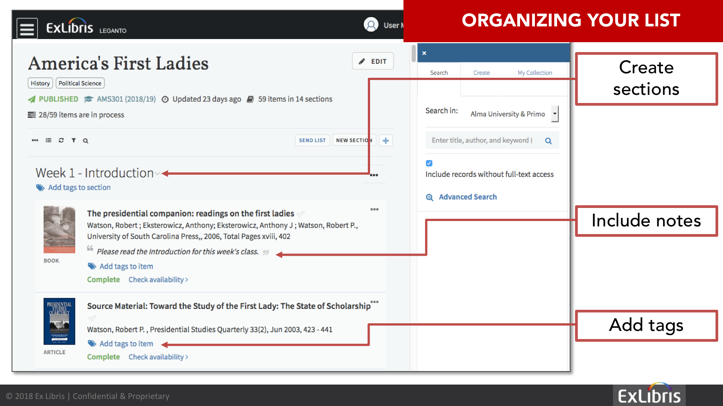 ORGANIZING YOUR LIST
ExLibris LEGANTO
User
America's First Ladies
EDIT
History
Political Science
PUBLISHED AMS301 (2018/19) Updated 23 days ago 59 items in 14 sections
28/59 items are in process
SEND LIST
NEW SECTION
+
Week 1 - Introduction
Add tags to section
The presidential companion: readings on the first ladies
Watson, Robert ; Eksterowicz, Anthony; Eksterowicz, Anthony J ; Watson, Robert P.,
University of South Carolina Press,, 2006, Total Pages xviii, 402
“ Please read the Introduction for this week's class. ”
BOOK
Add tags to item
Complete Check availability >
Source Material: Toward the Study of the First Lady: The State of Scholarship
PRESIDENTIAL
STUDIES
QUARTERLY
Watson, Robert P. , Presidential Studies Quarterly 33(2), Jun 2003, 423 - 441
Add tags to item
ARTICLE
Complete Check availability >
×
Search
Create
My Collection
Search in:
Alma University & Primo
Enter title, author, and keyword i
Include records without full-text access
Advanced Search
Create
sections
Include notes
Add tags
© 2018 Ex Libris | Confidential & Proprietary
ExLibris